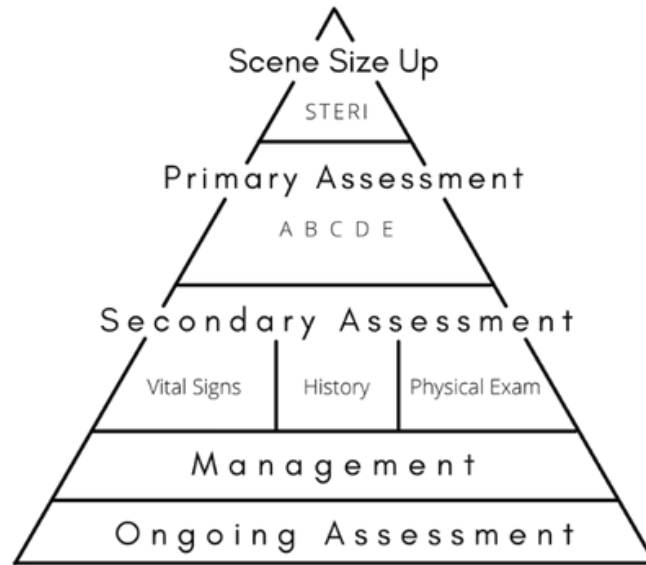 Scene Size Up
STERI
Primary Assessment
A B C D E
Secondary Assessment
Vital Signs History Physical Exam
Management
Ongoing Assessment